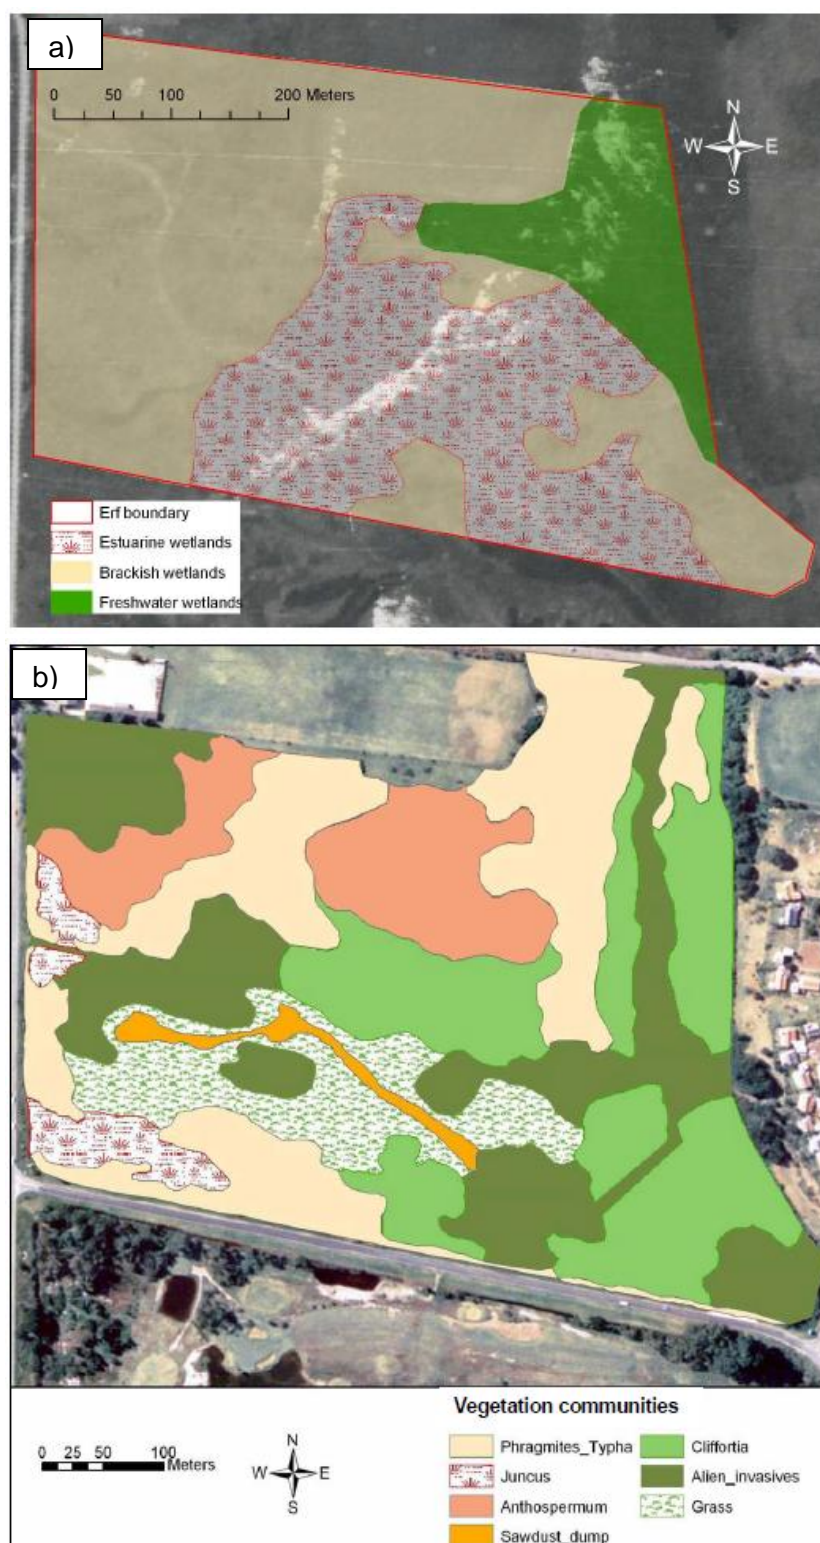 a)
0 50 100 200 Meters
N
W E
S
Erf boundary
Estuarine wetlands
Brackish wetlands
Freshwater wetlands
b)
Vegetation communities
Phragmites_Typha Cliffortia
Juncus Alien_invasives
Anthospermum Grass
Sawdust_dump
0 25 50 100
Meters
N
W E
S